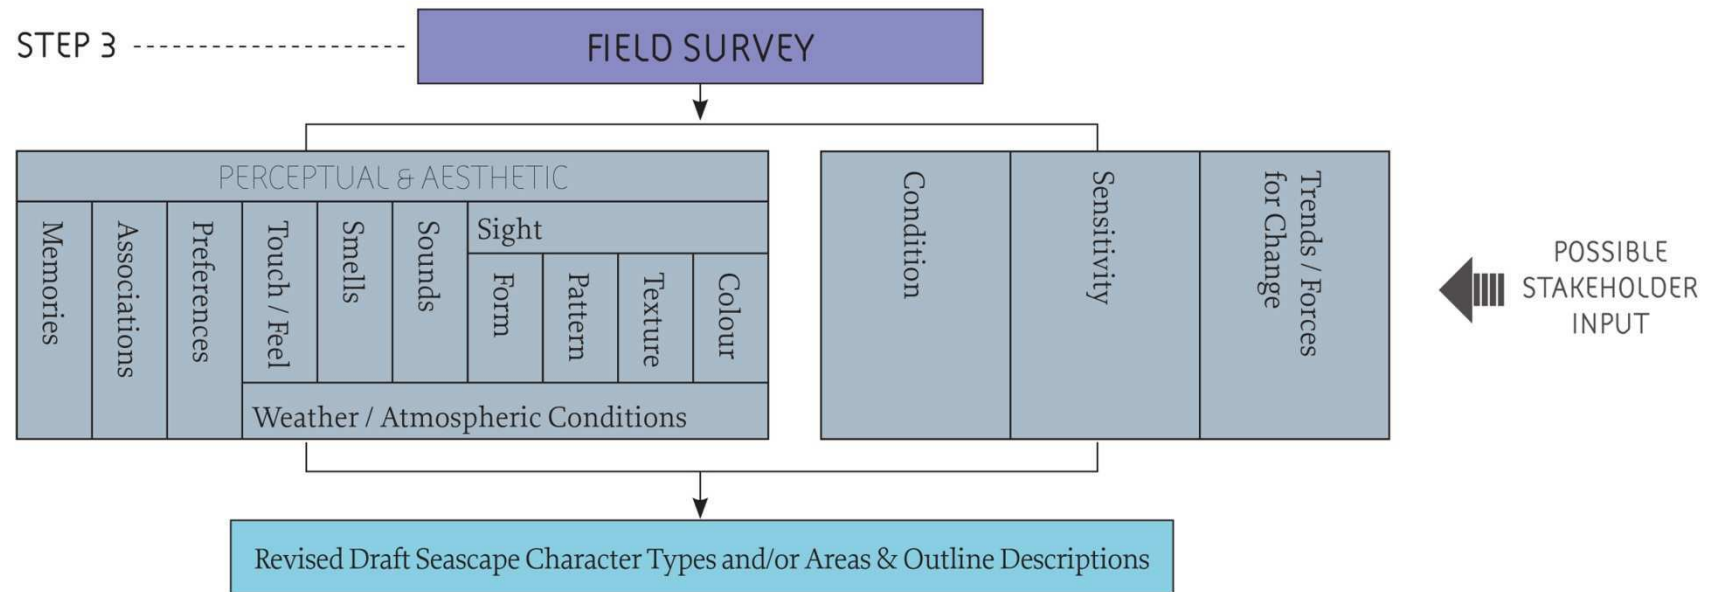 STEP 3
FIELD SURVEY
PERCEPTUAL & AESTHETIC
Memories
Associations
Preferences
Touch / Feel
Smells
Sounds
Sight
Form
Pattern
Texture
Colour
Weather / Atmospheric Conditions
Condition
Sensitivity
Trends / Forces
for Change
POSSIBLE
STAKEHOLDER
INPUT
Revised Draft Seascape Character Types and/or Areas & Outline Descriptions